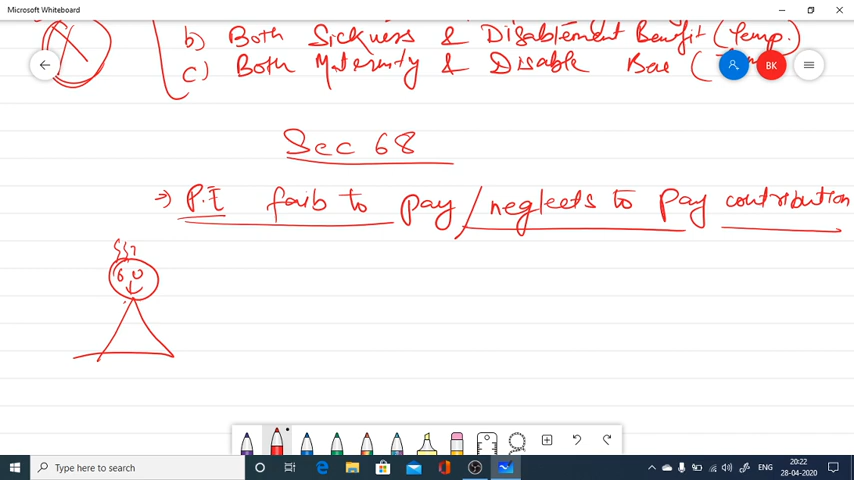 Microsoft Whiteboard
b) Both Sickness & Disablement Benefit (Temp.)
c) Both Maternity & Disable Bene (
BK
Sec 68
⇒ P.E fails to pay / neglects to pay contribution
Type here to search
ENG
20:22
28-04-2020